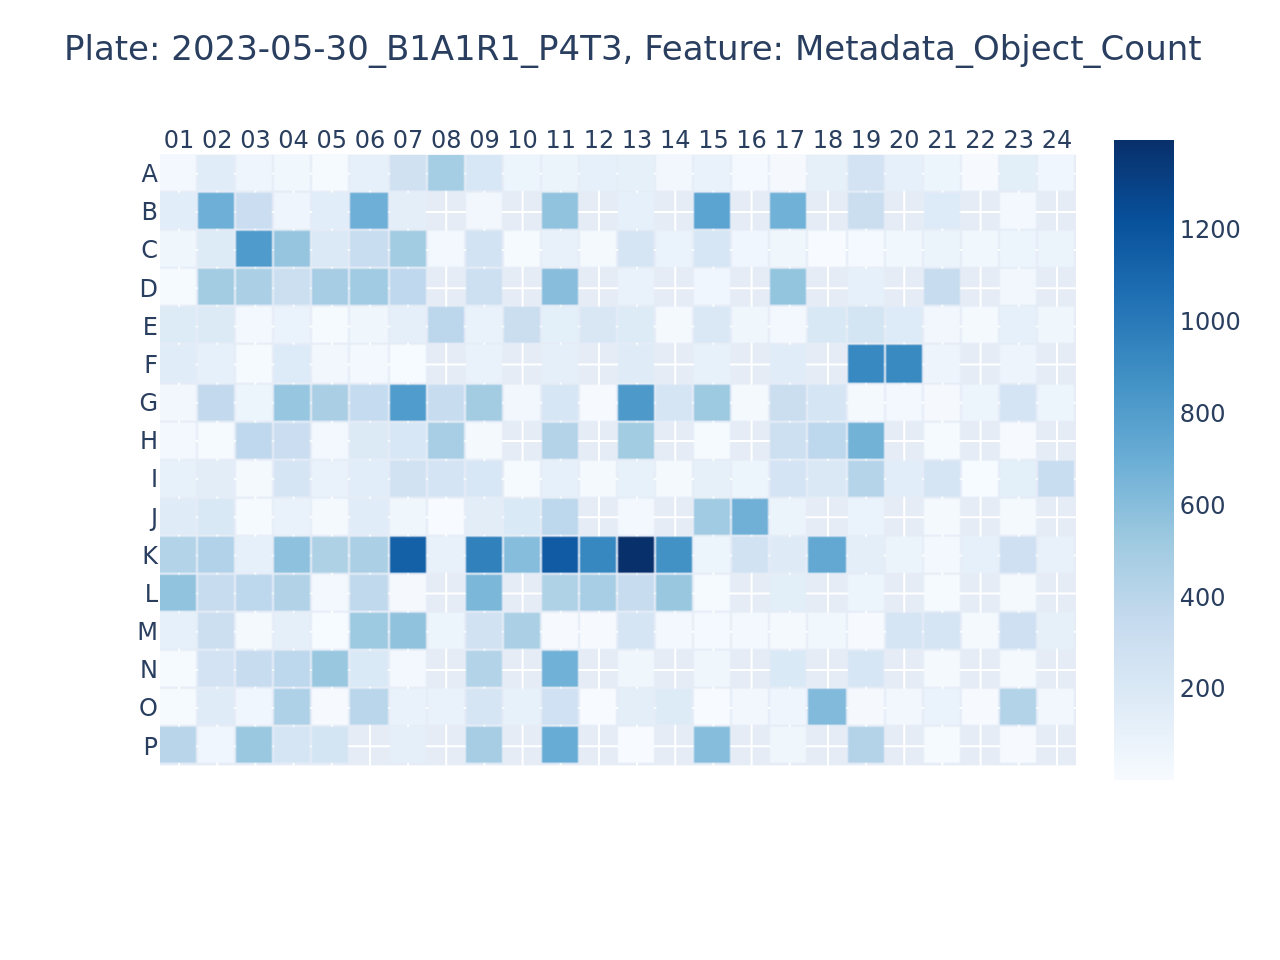 Plate: 2023-05-30_B1A1R1_P4T3, Feature: Metadata_Object_Count
01 02 03 04 05 06 07 08 09 10 11 12 13 14 15 16 17 18 19 20 21 22 23 24
A
B
C
D
E
F
G
H
I
J
K
L
M
N
O
P
1200
1000
800
600
400
200